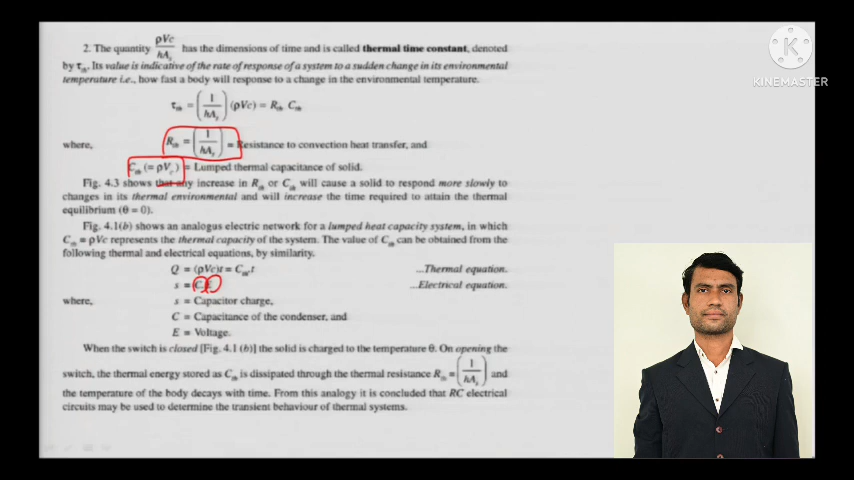 2. The quantity ρVc/hAs has the dimensions of time and is called thermal time constant, denoted
by τth. Its value is indicative of the rate of response of a system to a sudden change in its environmental
temperature i.e., how fast a body will response to a change in the environmental temperature.
τth = (1/hAs) (ρVc) = Rth Cth
where, Rth = (1/hAs) = Resistance to convection heat transfer, and
Cth (= ρVc) = Lumped thermal capacitance of solid.
Fig. 4.3 shows that any increase in Rth or Cth will cause a solid to respond more slowly to
changes in its thermal environmental and will increase the time required to attain the thermal
equilibrium (θ = 0).
Fig. 4.1(b) shows an analogus electric network for a lumped heat capacity system, in which
Cth = ρVc represents the thermal capacity of the system. The value of Cth can be obtained from the
following thermal and electrical equations, by similarity.
Q = (ρVc)t = Cth.t ...Thermal equation.
s = C.E ...Electrical equation.
where, s = Capacitor charge,
C = Capacitance of the condenser, and
E = Voltage.
When the switch is closed [Fig. 4.1 (b)] the solid is charged to the temperature θ. On opening the
switch, the thermal energy stored as Cth is dissipated through the thermal resistance Rth = (1/hAs) and
the temperature of the body decays with time. From this analogy it is concluded that RC electrical
circuits may be used to determine the transient behaviour of thermal systems.
K
KINEMASTER